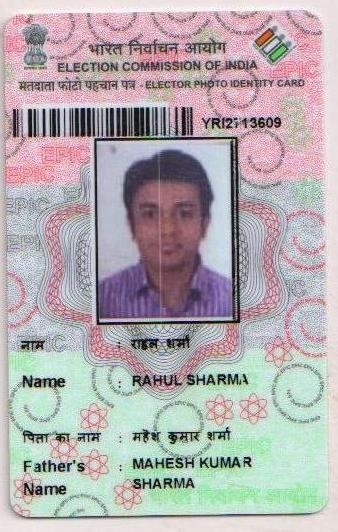 भारत निर्वाचन आयोग
ELECTION COMMISSION OF INDIA
मतदाता फोटो पहचान पत्र - ELECTOR PHOTO IDENTITY CARD
YRI2113609
नाम : राहुल शर्मा
Name : RAHUL SHARMA
पिता का नाम : महेश कुमार शर्मा
Father's : MAHESH KUMAR
Name SHARMA